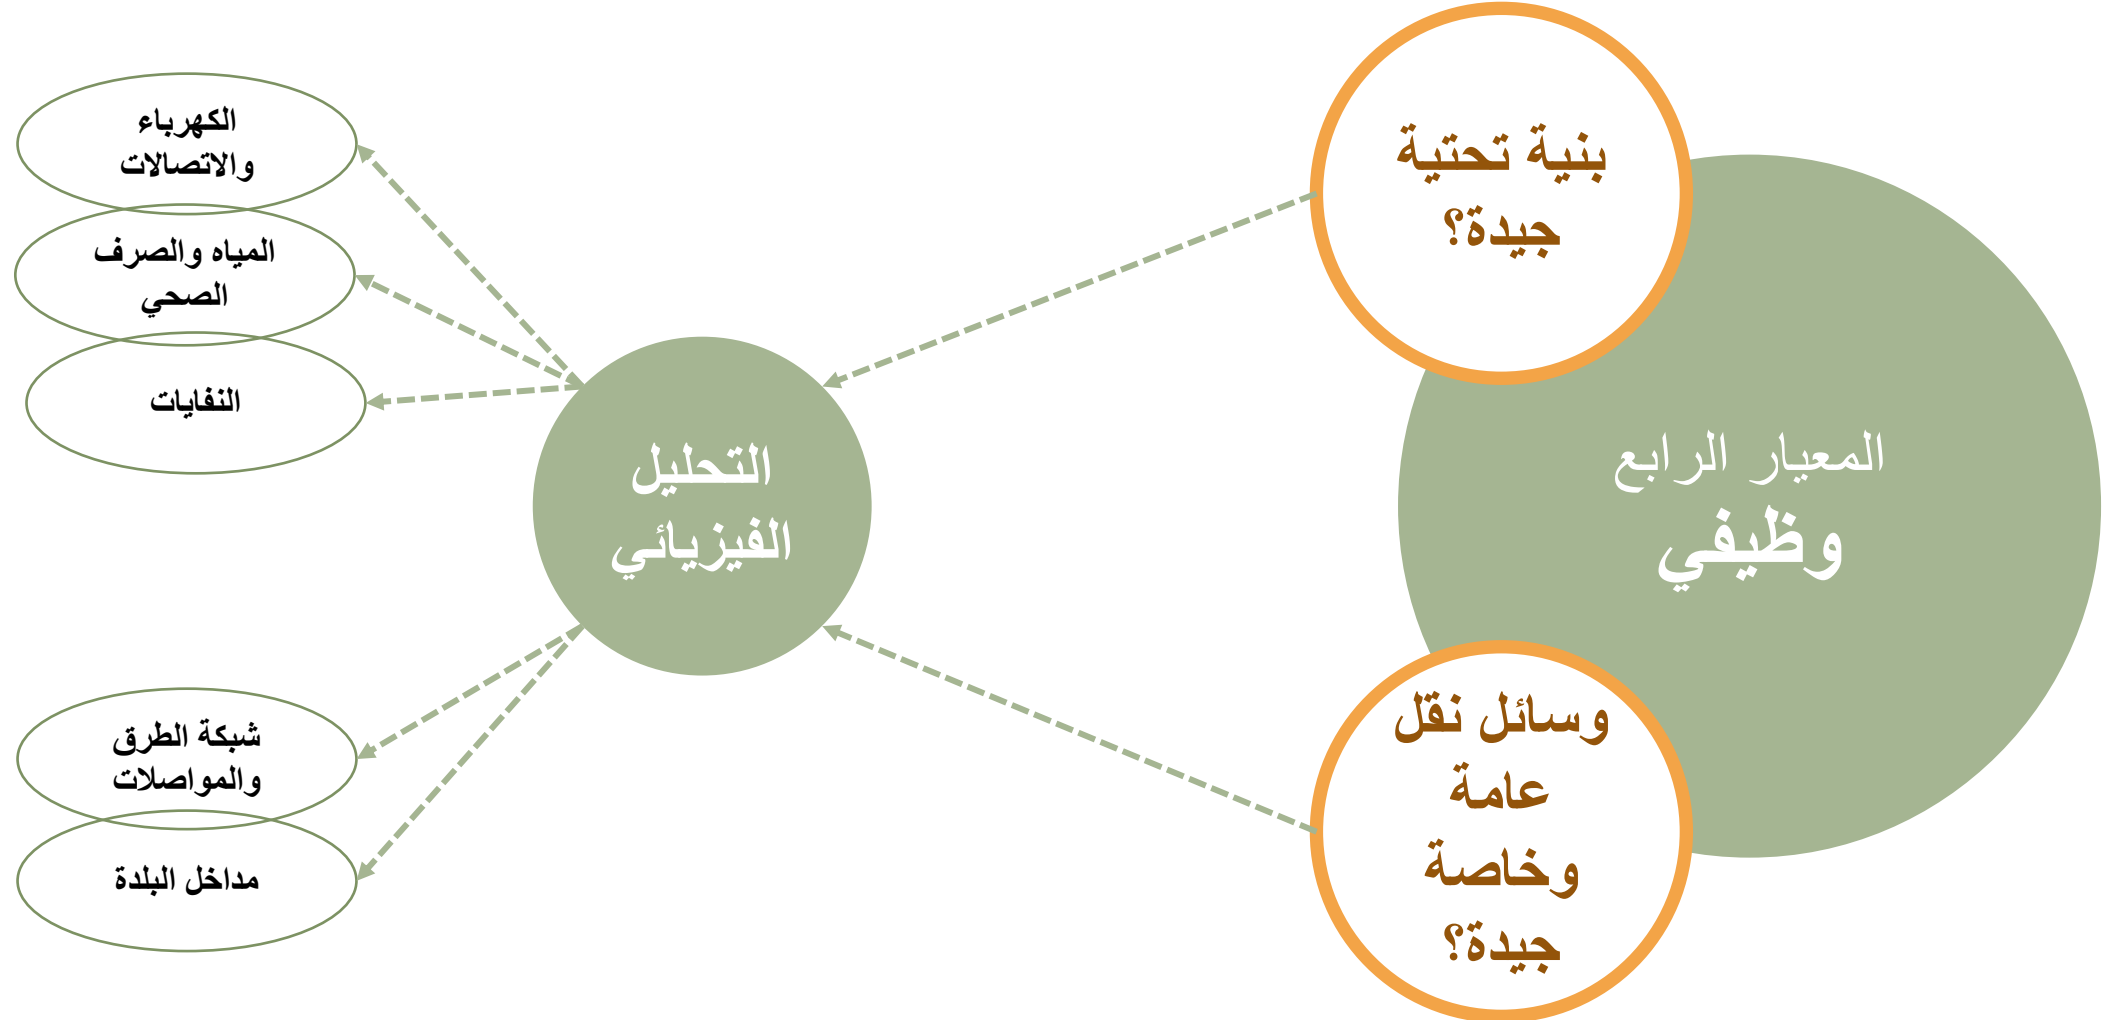 المعيار الرابع
وظيفي
بنية تحتية
جيدة؟
وسائل نقل
عامة
وخاصة
جيدة؟
التحليل
الفيزيائي
الكهرباء
والاتصالات
المياه والصرف
الصحي
النفايات
شبكة الطرق
والمواصلات
مداخل البلدة